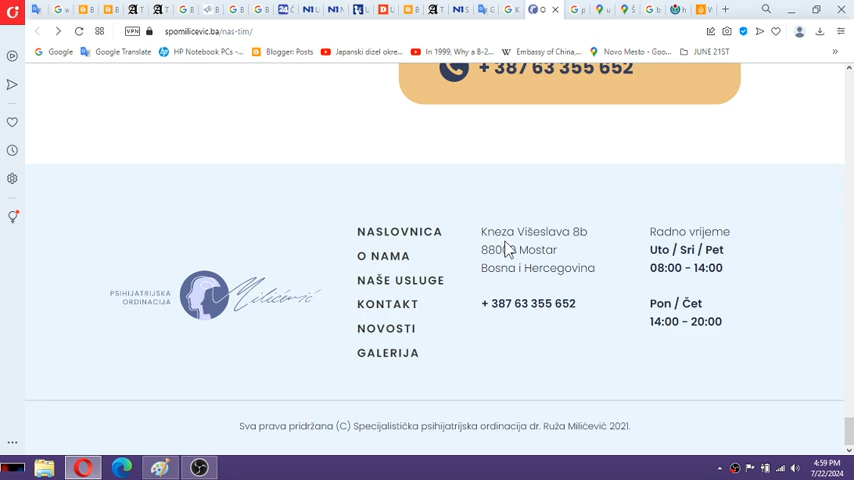 VPN
spomilicevic.ba/nas-tim/
Google
Google Translate
HP Notebook PCs -...
Blogger: Posts
Japanski dizel okre...
In 1999; Why a B-2...
Embassy of China,...
Novo Mesto - Goo...
JUNE 21ST
+ 387 63 355 652
NASLOVNICA
O NAMA
NAŠE USLUGE
KONTAKT
NOVOSTI
GALERIJA
Kneza Višeslava 8b
Mostar
Bosna i Hercegovina
+ 387 63 355 652
Radno vrijeme
Uto / Sri / Pet
08:00 - 14:00
Pon / Čet
14:00 - 20:00
PSIHIJATRIJSKA
ORDINACIJA
Milićević
Sva prava pridržana (C) Specijalistička psihijatrijska ordinacija dr. Ruža Milićević 2021.
4:59 PM
7/22/2024